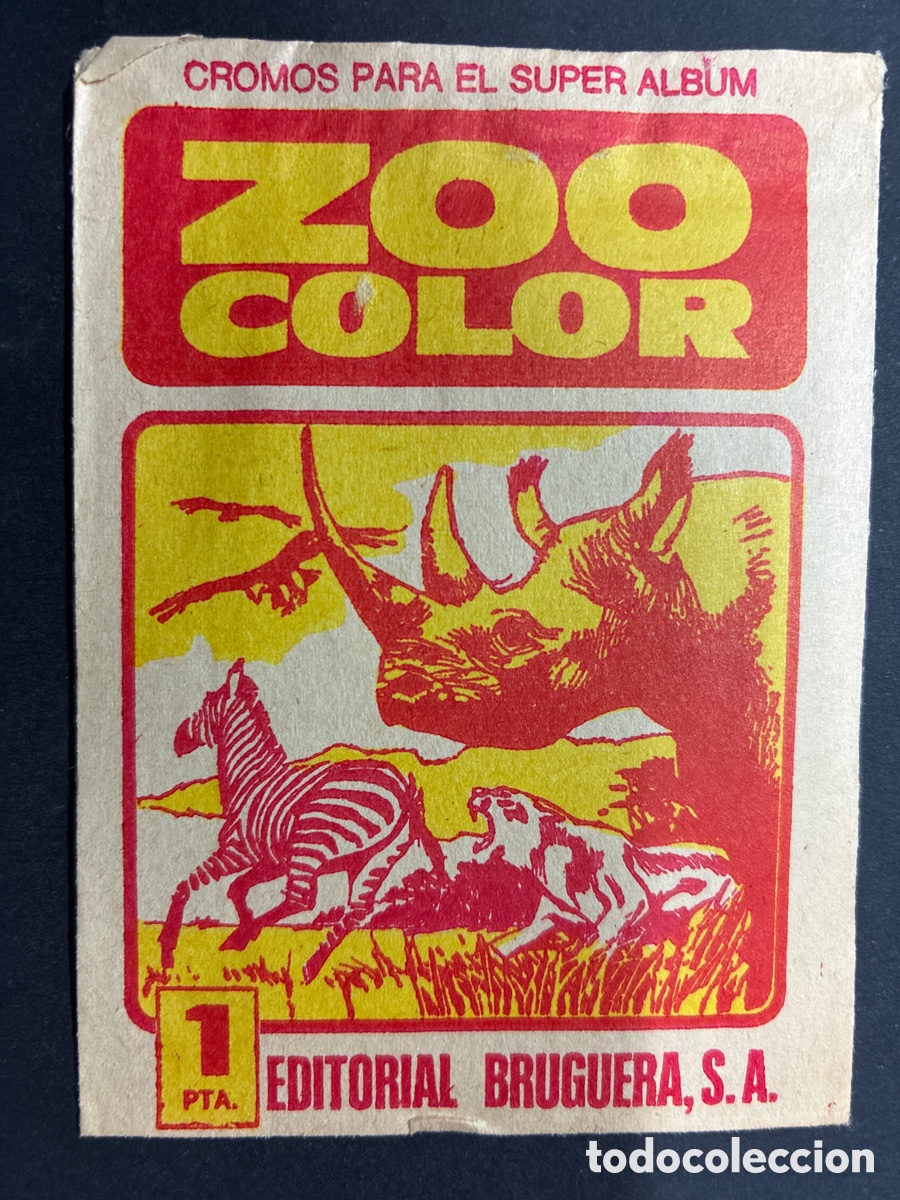 CROMOS PARA EL SUPER ALBUM
ZOO
COLOR
1
PTA.
EDITORIAL BRUGUERA, S.A.
todocoleccion